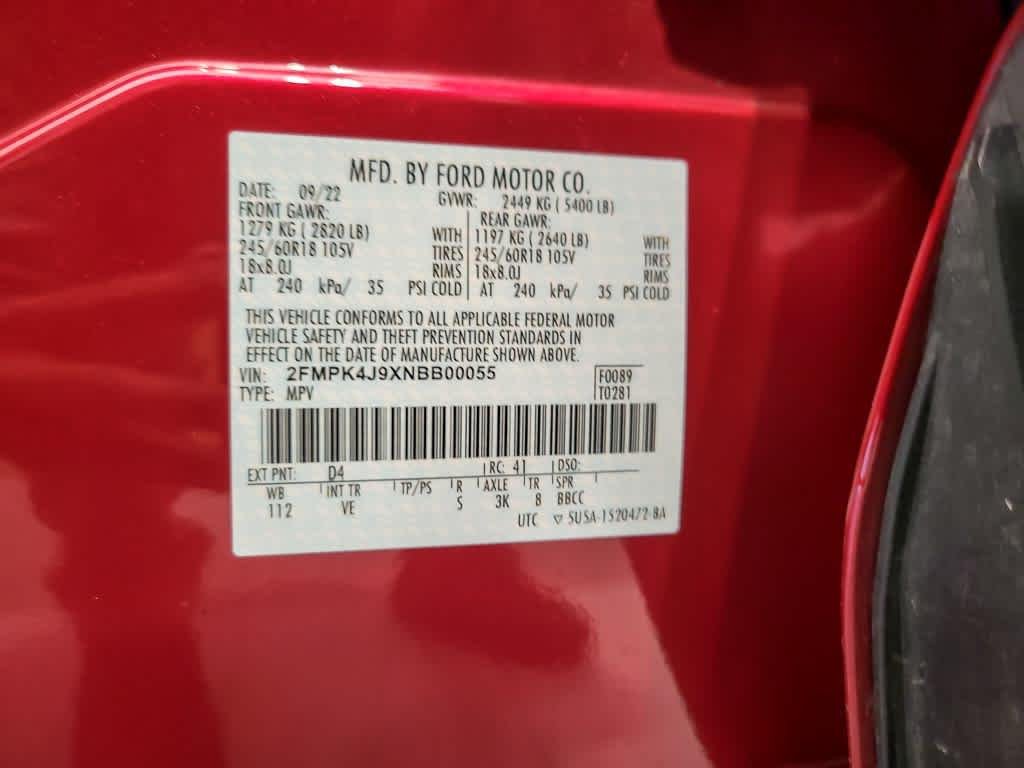 MFD. BY FORD MOTOR CO.
DATE: 09/22 GVWR: 2449 KG ( 5400 LB)
FRONT GAWR: REAR GAWR:
1279 KG ( 2820 LB) WITH 1197 KG ( 2640 LB) WITH
245/60R18 105V TIRES 245/60R18 105V TIRES
18x8.0J RIMS 18x8.0J RIMS
AT 240 kPa/ 35 PSI COLD AT 240 kPa/ 35 PSI COLD
THIS VEHICLE CONFORMS TO ALL APPLICABLE FEDERAL MOTOR
VEHICLE SAFETY AND THEFT PREVENTION STANDARDS IN
EFFECT ON THE DATE OF MANUFACTURE SHOWN ABOVE.
VIN: 2FMPK4J9XNBB00055 F0089
TYPE: MPV T0281
EXT PNT: D4 RC: 41 DSO:
WB INT TR TP/PS R AXLE TR SPR
112 VE S 3K 8 BBCC
UTC ▽ 5U5A-1520472-BA